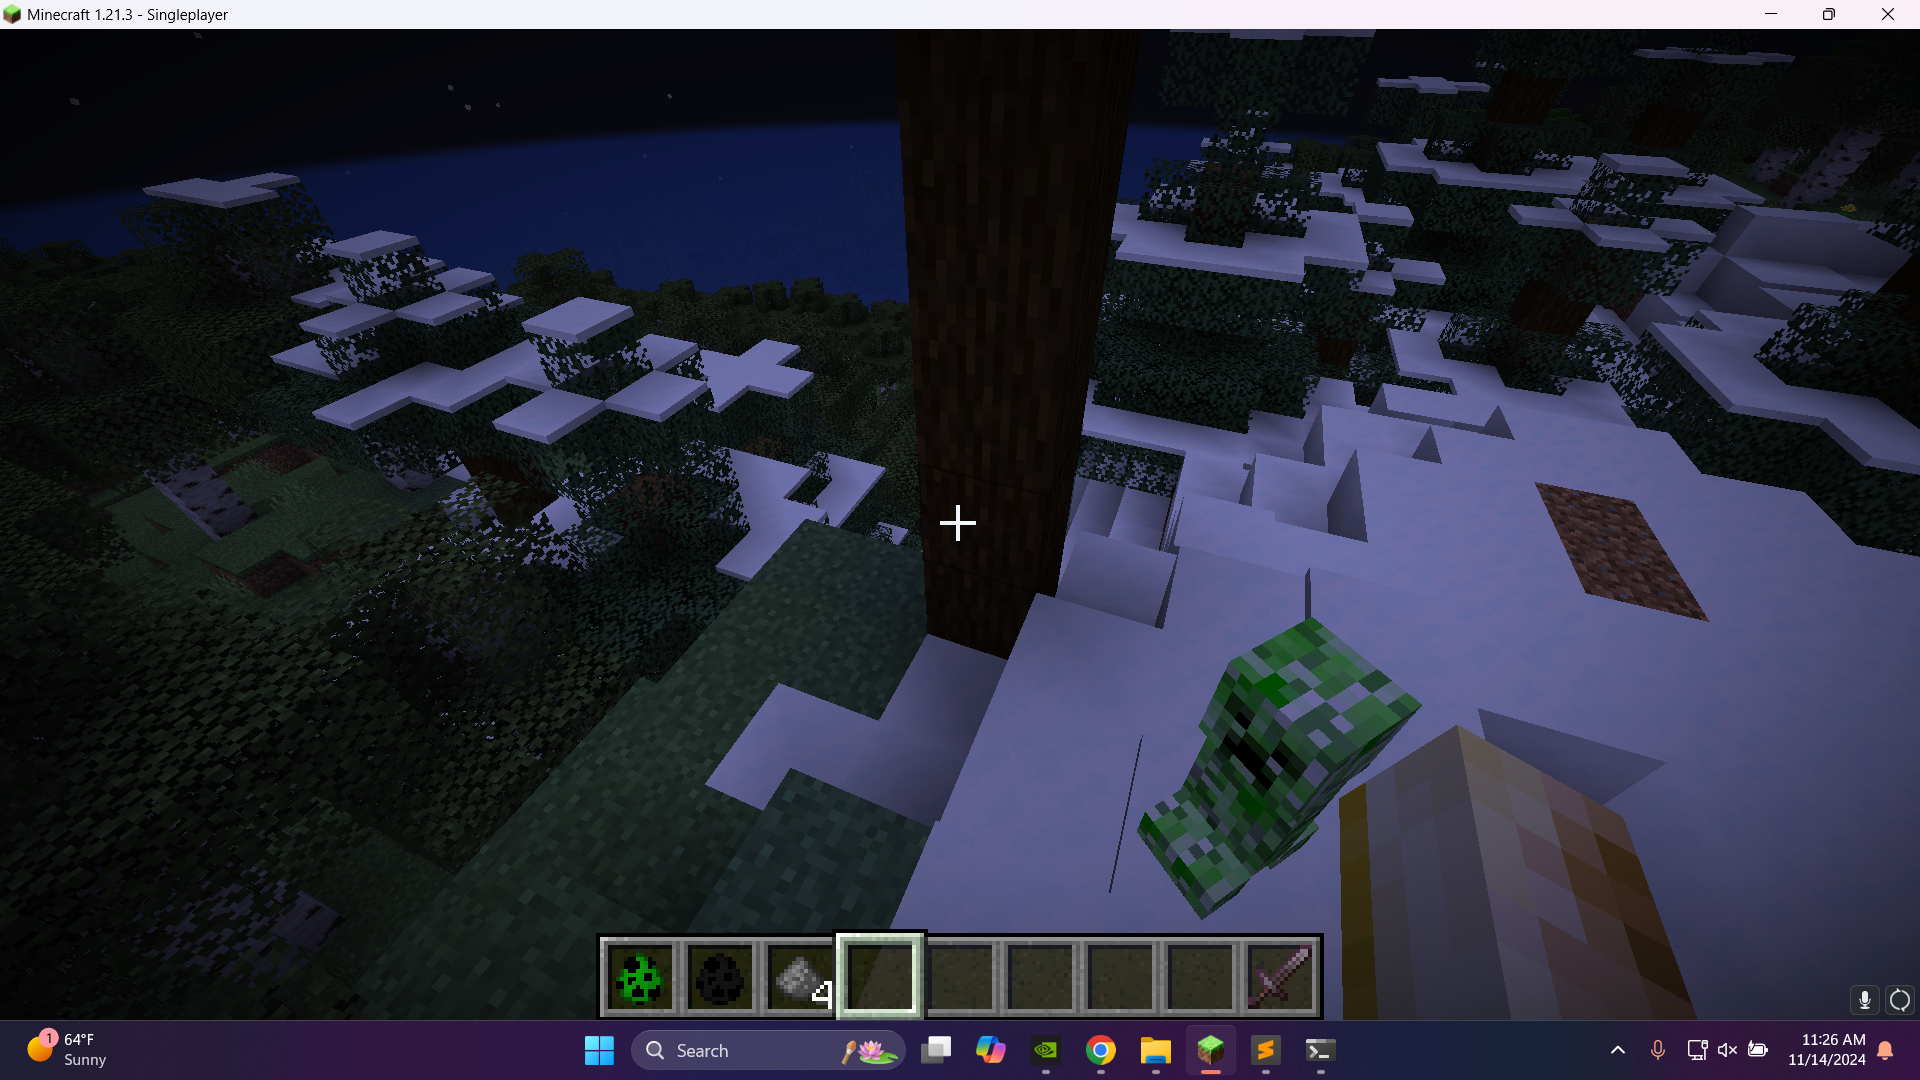 Minecraft 1.21.3 - Singleplayer
4
1
64°F
Sunny
Search
11:26 AM
11/14/2024